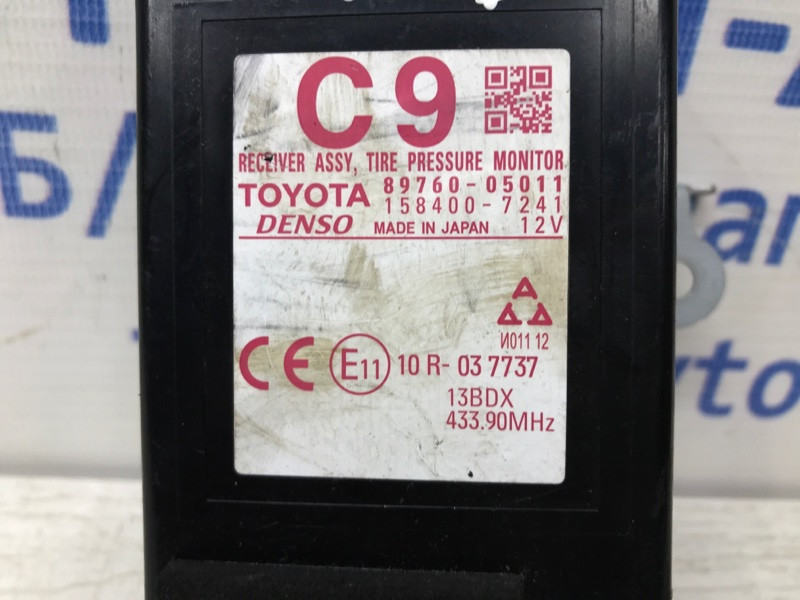 C9
RECEIVER ASSY, TIRE PRESSURE MONITOR
TOYOTA 89760-05011
158400-7241
DENSO MADE IN JAPAN 12V
И011 12
CE E11 10 R-03 7737
13BDX
433.90MHz